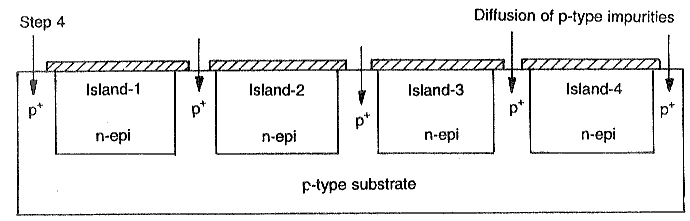 Step 4
Diffusion of p-type impurities
p+ Island-1 p+ Island-2 p+ Island-3 p+ Island-4 p+
n-epi n-epi n-epi n-epi
p-type substrate